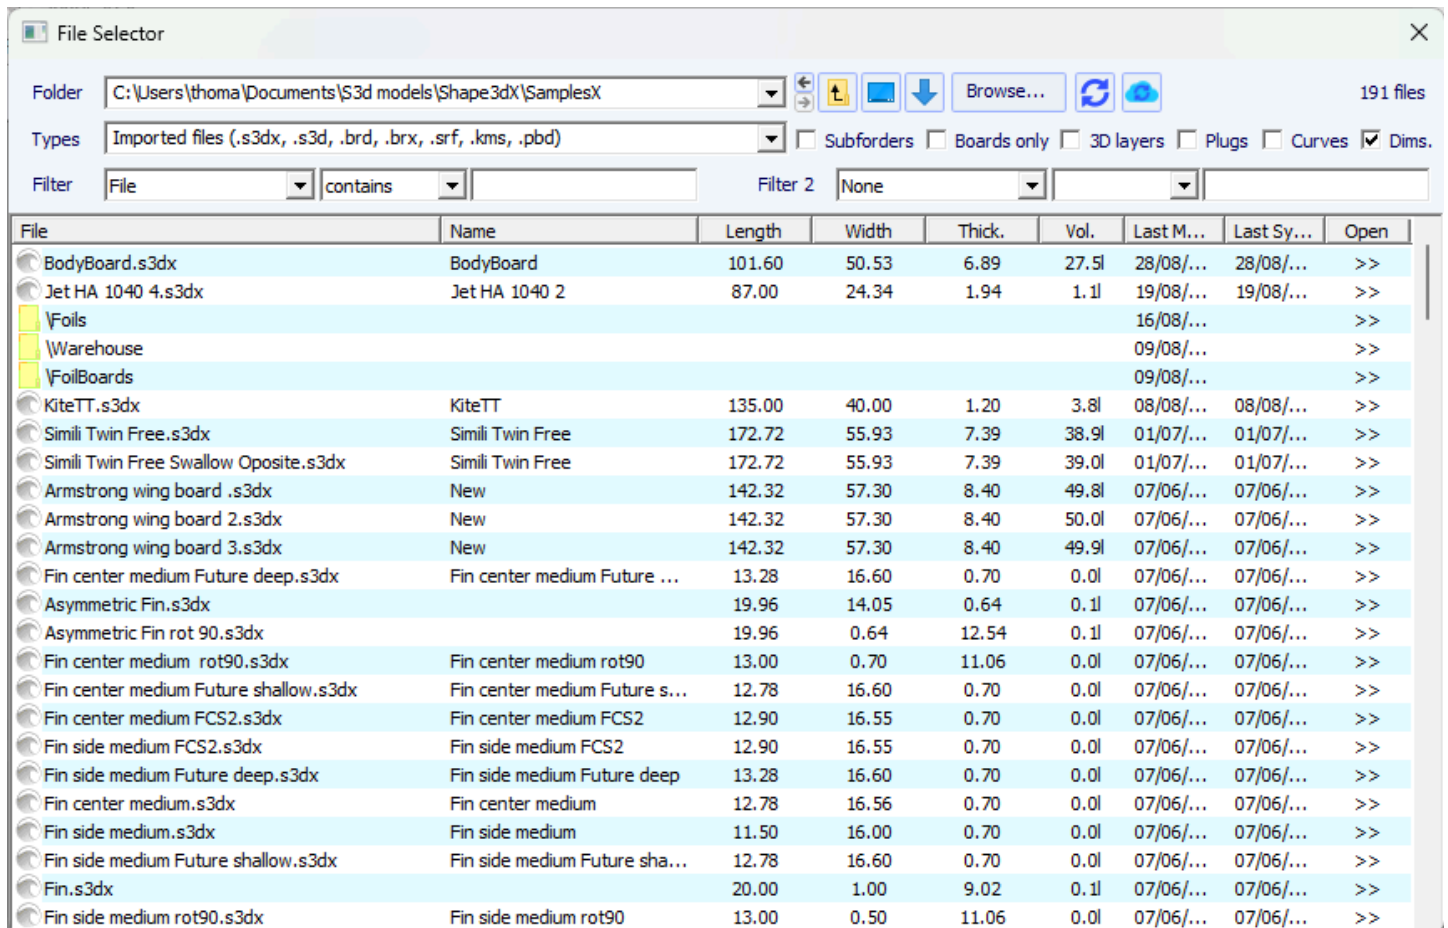 File Selector
Folder C:\Users\thoma\Documents\S3d models\Shape3dX\SamplesX Browse... 191 files
Types Imported files (.s3dx, .s3d, .brd, .brx, .srf, .kms, .pbd) Subforders Boards only 3D layers Plugs Curves Dims.
Filter File contains Filter 2 None
File Name Length Width Thick. Vol. Last M... Last Sy... Open
BodyBoard.s3dx BodyBoard 101.60 50.53 6.89 27.5l 28/08/... 28/08/... >>
Jet HA 1040 4.s3dx Jet HA 1040 2 87.00 24.34 1.94 1.1l 19/08/... 19/08/... >>
\Foils 16/08/... >>
\Warehouse 09/08/... >>
\FoilBoards 09/08/... >>
KiteTT.s3dx KiteTT 135.00 40.00 1.20 3.8l 08/08/... 08/08/... >>
Simili Twin Free.s3dx Simili Twin Free 172.72 55.93 7.39 38.9l 01/07/... 01/07/... >>
Simili Twin Free Swallow Oposite.s3dx Simili Twin Free 172.72 55.93 7.39 39.0l 01/07/... 01/07/... >>
Armstrong wing board .s3dx New 142.32 57.30 8.40 49.8l 07/06/... 07/06/... >>
Armstrong wing board 2.s3dx New 142.32 57.30 8.40 50.0l 07/06/... 07/06/... >>
Armstrong wing board 3.s3dx New 142.32 57.30 8.40 49.9l 07/06/... 07/06/... >>
Fin center medium Future deep.s3dx Fin center medium Future ... 13.28 16.60 0.70 0.0l 07/06/... 07/06/... >>
Asymmetric Fin.s3dx 19.96 14.05 0.64 0.1l 07/06/... 07/06/... >>
Asymmetric Fin rot 90.s3dx 19.96 0.64 12.54 0.1l 07/06/... 07/06/... >>
Fin center medium  rot90.s3dx Fin center medium rot90 13.00 0.70 11.06 0.0l 07/06/... 07/06/... >>
Fin center medium Future shallow.s3dx Fin center medium Future s... 12.78 16.60 0.70 0.0l 07/06/... 07/06/... >>
Fin center medium FCS2.s3dx Fin center medium FCS2 12.90 16.55 0.70 0.0l 07/06/... 07/06/... >>
Fin side medium FCS2.s3dx Fin side medium FCS2 12.90 16.55 0.70 0.0l 07/06/... 07/06/... >>
Fin side medium Future deep.s3dx Fin side medium Future deep 13.28 16.60 0.70 0.0l 07/06/... 07/06/... >>
Fin center medium.s3dx Fin center medium 12.78 16.56 0.70 0.0l 07/06/... 07/06/... >>
Fin side medium.s3dx Fin side medium 11.50 16.00 0.70 0.0l 07/06/... 07/06/... >>
Fin side medium Future shallow.s3dx Fin side medium Future sha... 12.78 16.60 0.70 0.0l 07/06/... 07/06/... >>
Fin.s3dx 20.00 1.00 9.02 0.1l 07/06/... 07/06/... >>
Fin side medium rot90.s3dx Fin side medium rot90 13.00 0.50 11.06 0.0l 07/06/... 07/06/... >>